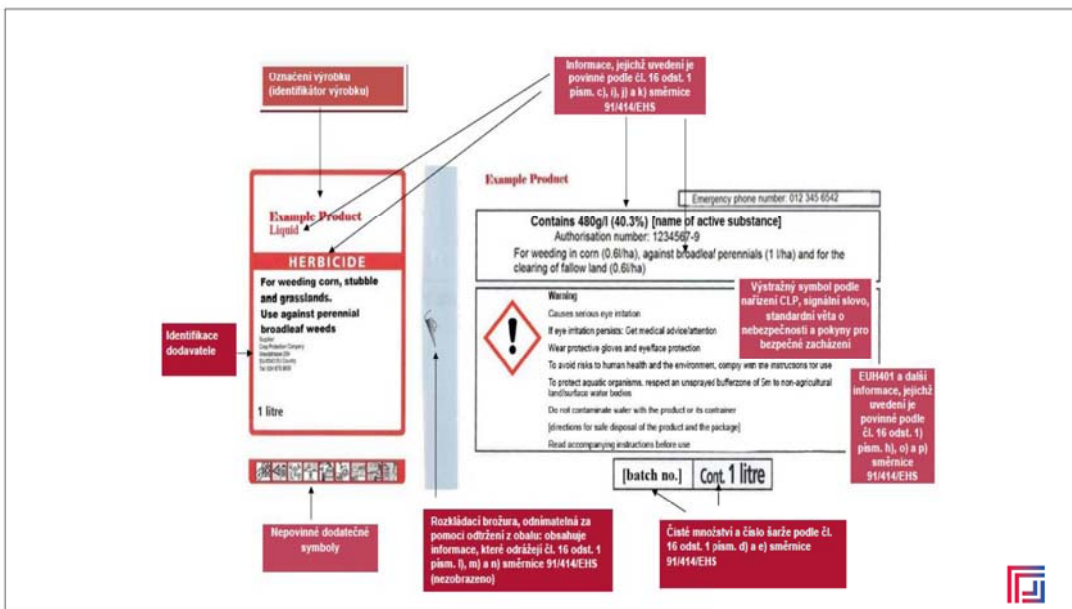 Označení výrobku
(identifikátor výrobku)
Informace, jejichž uvedení je
povinné podle čl. 16 odst. 1
písm. c), i), j) a k) směrnice
91/414/EHS
Example Product
Liquid
HERBICIDE
For weeding corn, stubble
and grasslands.
Use against perennial
broadleaf weeds
Supplier
Crop Protection Company
1 litre
Identifikace
dodavatele
Example Product
Emergency phone number: 012 345 6542
Contains 480g/l (40.3%) [name of active substance]
Authorisation number: 1234567-9
For weeding in corn (0.6l/ha), against broadleaf perennials (1 l/ha) and for the
clearing of fallow land (0.6l/ha)
Warning
Causes serious eye irritation
If eye irritation persists: Get medical advice/attention
Wear protective gloves and eye/face protection
To avoid risks to human health and the environment, comply with the instructions for use
To protect aquatic organisms, respect an unsprayed bufferzone of 5m to non-agricultural
land/surface water bodies
Do not contaminate water with the product or its container
[directions for safe disposal of the product and the package]
Read accompanying instructions before use
Výstražný symbol podle
nařízení CLP, signální slovo,
standardní věta o
nebezpečnosti a pokyny pro
bezpečné zacházení
EUH401 a další
informace, jejichž
uvedení je
povinné podle
čl. 16 odst. 1)
písm. h), o) a p)
směrnice
91/414/EHS
[batch no.]
Cont. 1 litre
Nepovinné dodatečné
symboly
Rozkládací brožura, odnímatelná za
pomoci odtržení z obalu: obsahuje
informace, které odrážejí čl. 16 odst. 1
písm. l), m) a n) směrnice 91/414/EHS
(nezobrazeno)
Čisté množství a číslo šarže podle čl.
16 odst. 1 písm. d) a e) směrnice
91/414/EHS